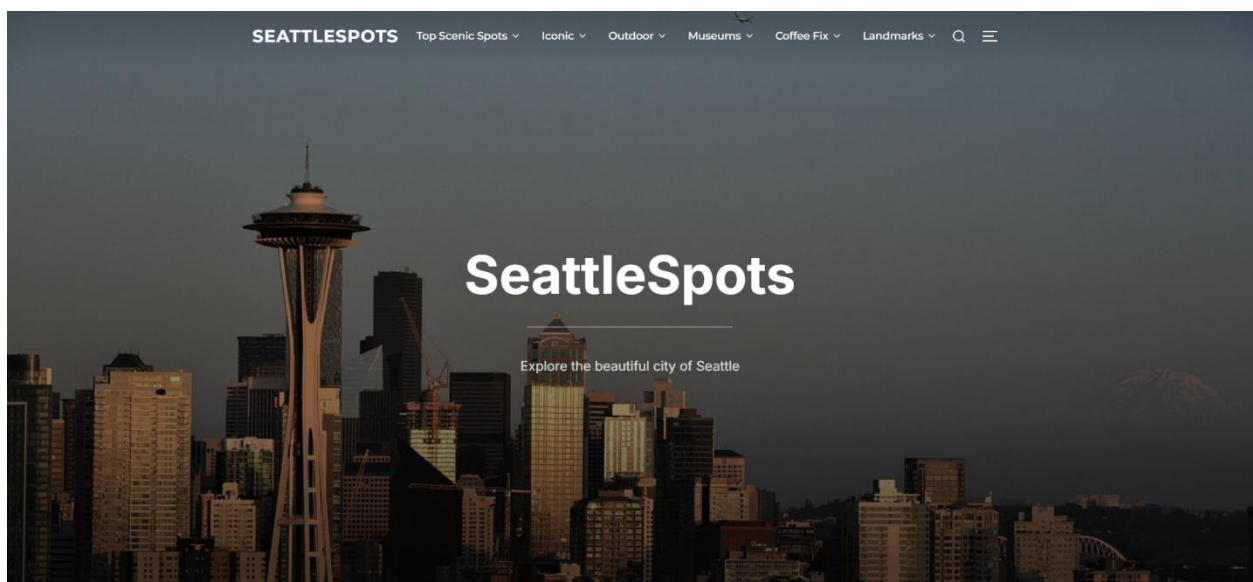 SEATTLESPOTS Top Scenic Spots Iconic Outdoor Museums Coffee Fix Landmarks
SeattleSpots
Explore the beautiful city of Seattle